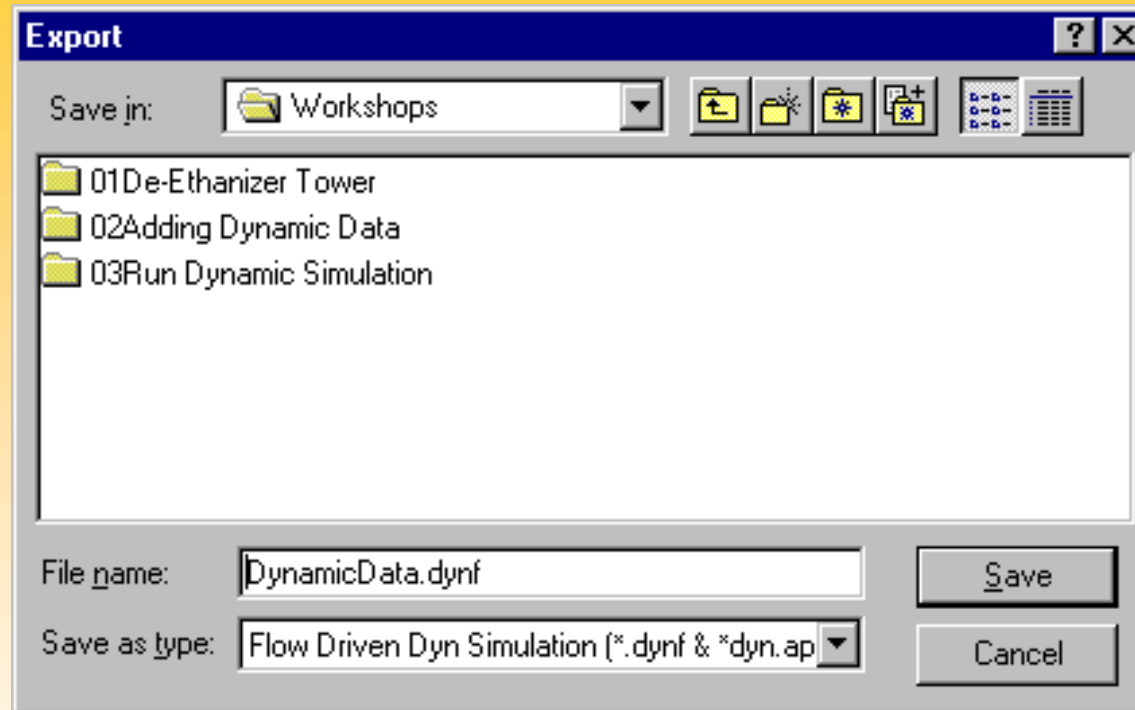 Export
Save in: Workshops
01De-Ethanizer Tower
02Adding Dynamic Data
03Run Dynamic Simulation
File name: DynamicData.dynf Save
Save as type: Flow Driven Dyn Simulation (*.dynf & *dyn.ap Cancel